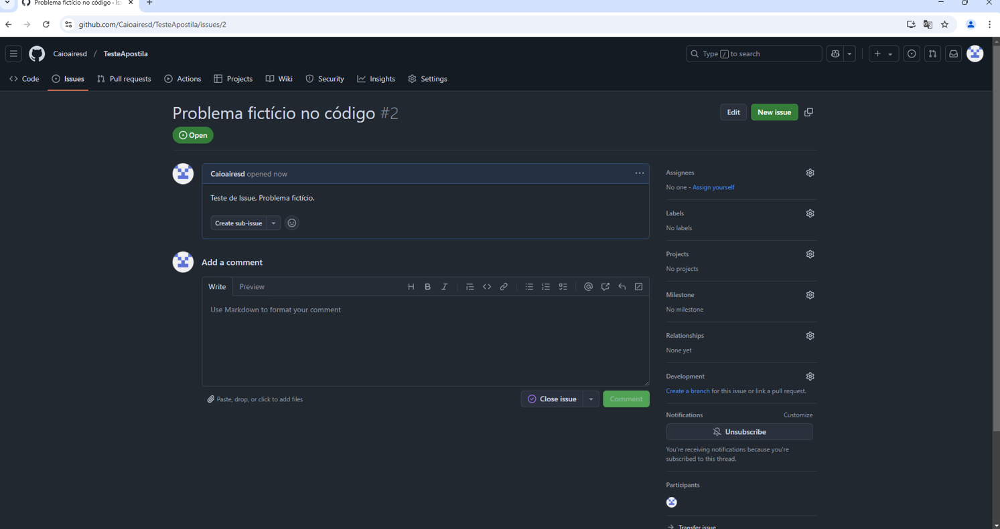 Problema fictício no código · Iss
github.com/Caioairesd/TesteApostila/issues/2
Caioairesd / TesteApostila
Type / to search
Code Issues Pull requests Actions Projects Wiki Security Insights Settings
Problema fictício no código #2
Edit New issue
Open
Caioairesd opened now
Teste de Issue, Problema fictício.
Create sub-issue
Add a comment
Write Preview
Use Markdown to format your comment
Paste, drop, or click to add files
Close issue Comment
Assignees
No one - Assign yourself
Labels
No labels
Projects
No projects
Milestone
No milestone
Relationships
None yet
Development
Create a branch for this issue or link a pull request.
Notifications Customize
Unsubscribe
You're receiving notifications because you're
subscribed to this thread.
Participants
Transfer issue